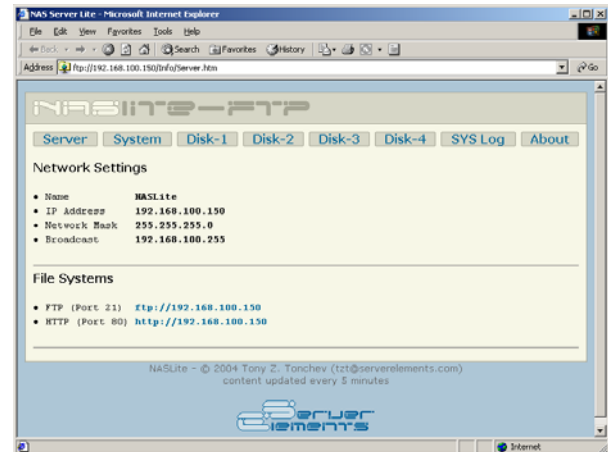 NAS Server Lite - Microsoft Internet Explorer
File Edit View Favorites Tools Help
Back Search Favorites History
Address ftp://192.168.100.150/Info/Server.htm Go
NASLite-FTP
Server System Disk-1 Disk-2 Disk-3 Disk-4 SYS Log About
Network Settings
• Name NASLite
• IP Address 192.168.100.150
• Network Mask 255.255.255.0
• Broadcast 192.168.100.255
File Systems
• FTP (Port 21) ftp://192.168.100.150
• HTTP (Port 80) http://192.168.100.150
NASLite - © 2004 Tony Z. Tonchev (tzt@serverelements.com)
content updated every 5 minutes
Server
Elements
Internet